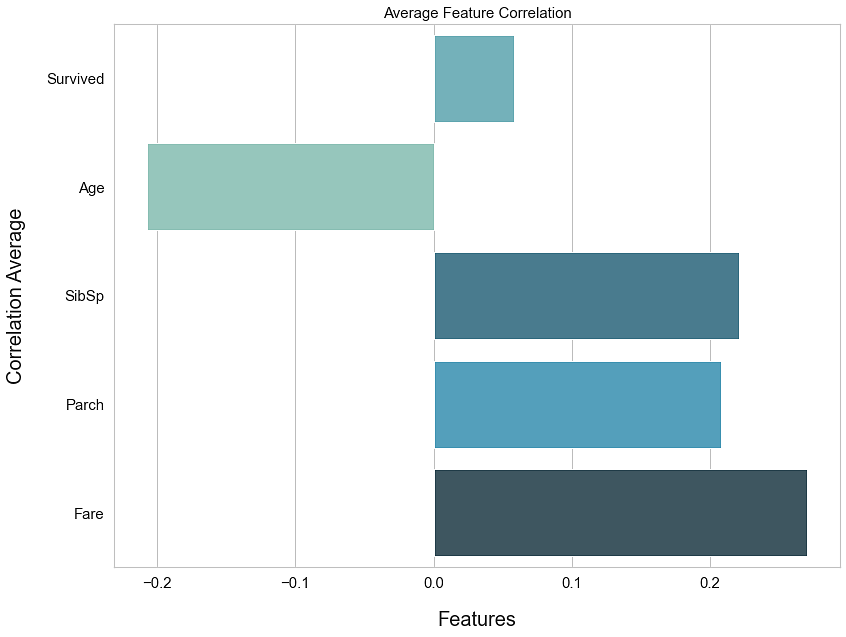 Average Feature Correlation
Survived
Age
SibSp
Parch
Fare
Correlation Average
−0.2
−0.1
0.0
0.1
0.2
Features